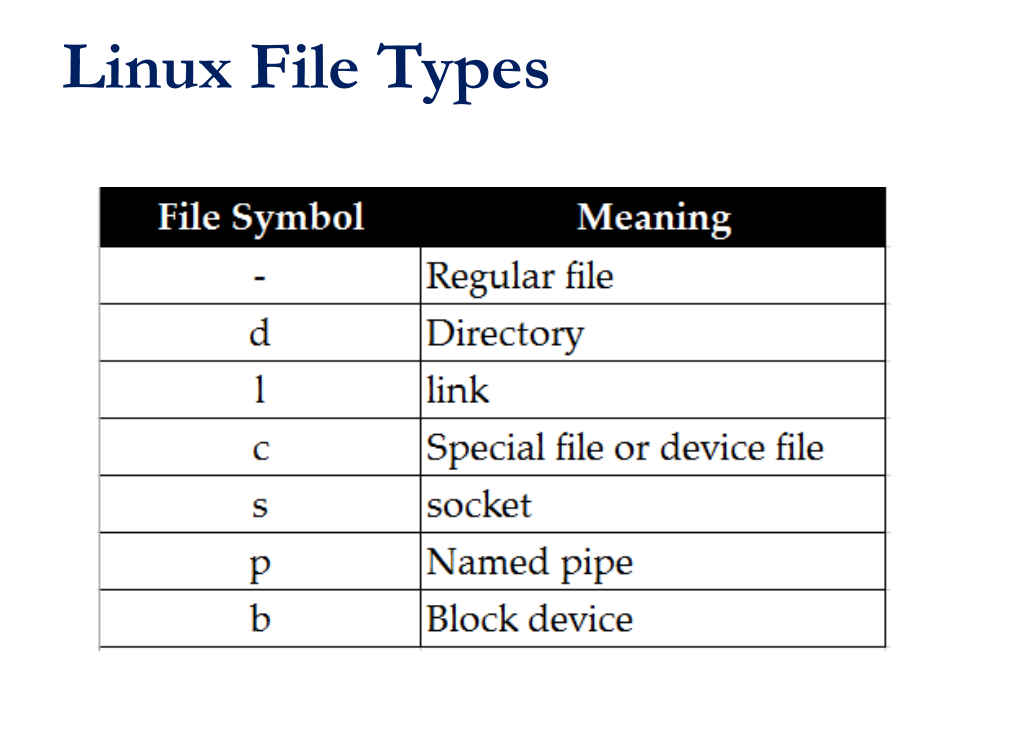 Linux File Types
File Symbol Meaning
- Regular file
d Directory
l link
c Special file or device file
s socket
p Named pipe
b Block device